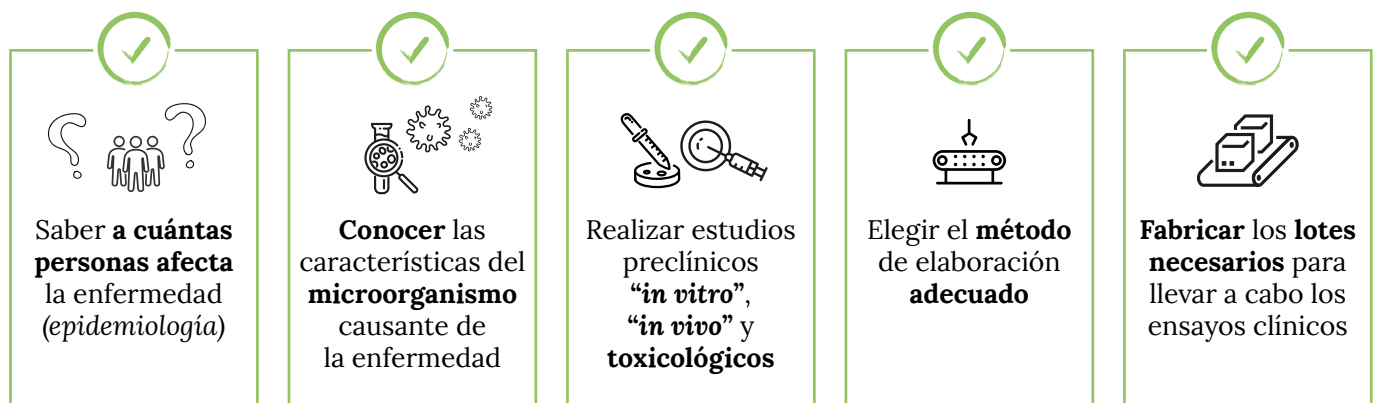 Saber a cuántas
personas afecta
la enfermedad
(epidemiología)
Conocer las
características del
microorganismo
causante de
la enfermedad
Realizar estudios
preclínicos
“in vitro”,
“in vivo” y
toxicológicos
Elegir el método
de elaboración
adecuado
Fabricar los lotes
necesarios para
llevar a cabo los
ensayos clínicos